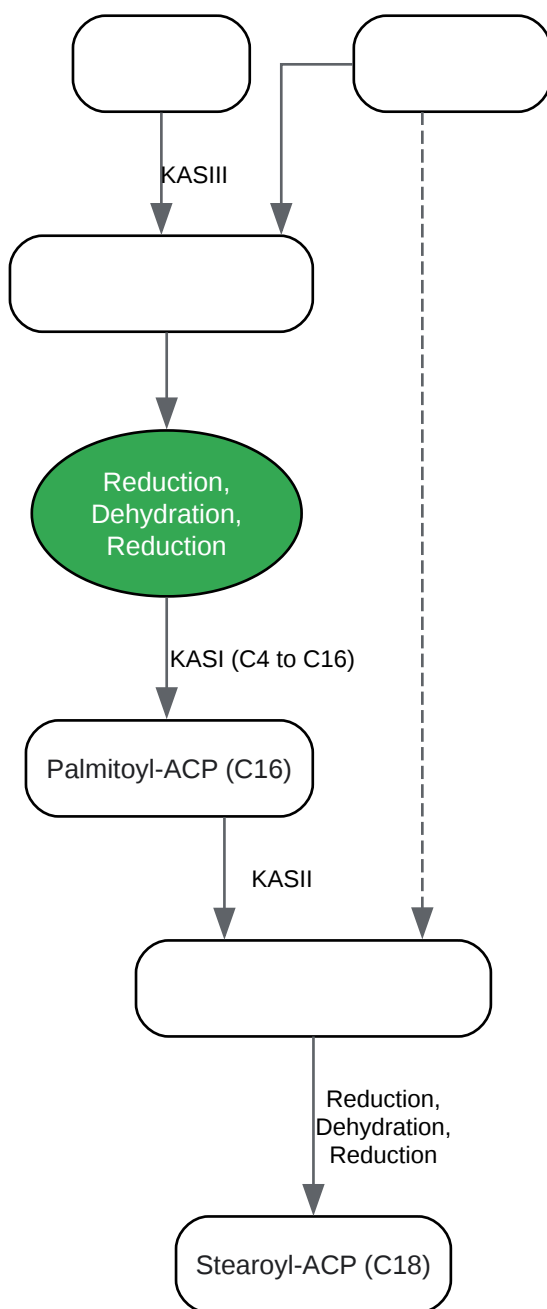 KASIII
Reduction,
Dehydration,
Reduction
KASI (C4 to C16)
Palmitoyl-ACP (C16)
KASII
Reduction,
Dehydration,
Reduction
Stearoyl-ACP (C18)